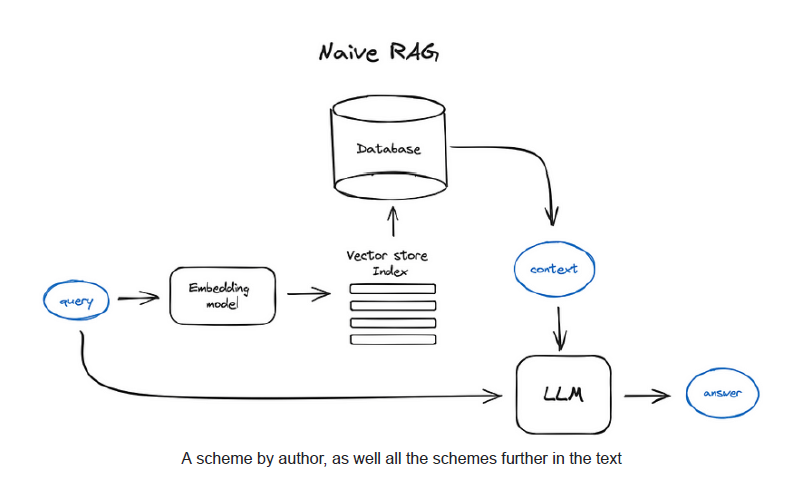 Naive RAG
Database
Vector store
Index
context
query
Embedding
model
LLM
answer
A scheme by author, as well all the schemes further in the text